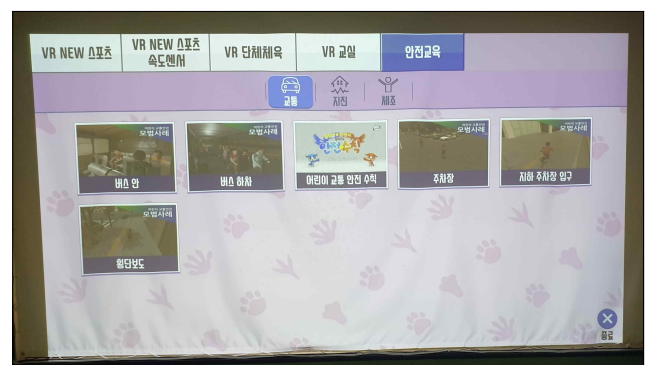 VR NEW 스포츠
VR NEW 스포츠
속도센서
VR 단체체육
VR 교실
안전교육
교통
지진
체조
모범사례
버스 안
모범사례
버스 하차
안전수칙
어린이 교통 안전 수칙
모범사례
주차장
모범사례
지하 주차장 입구
모범사례
횡단보도
종료